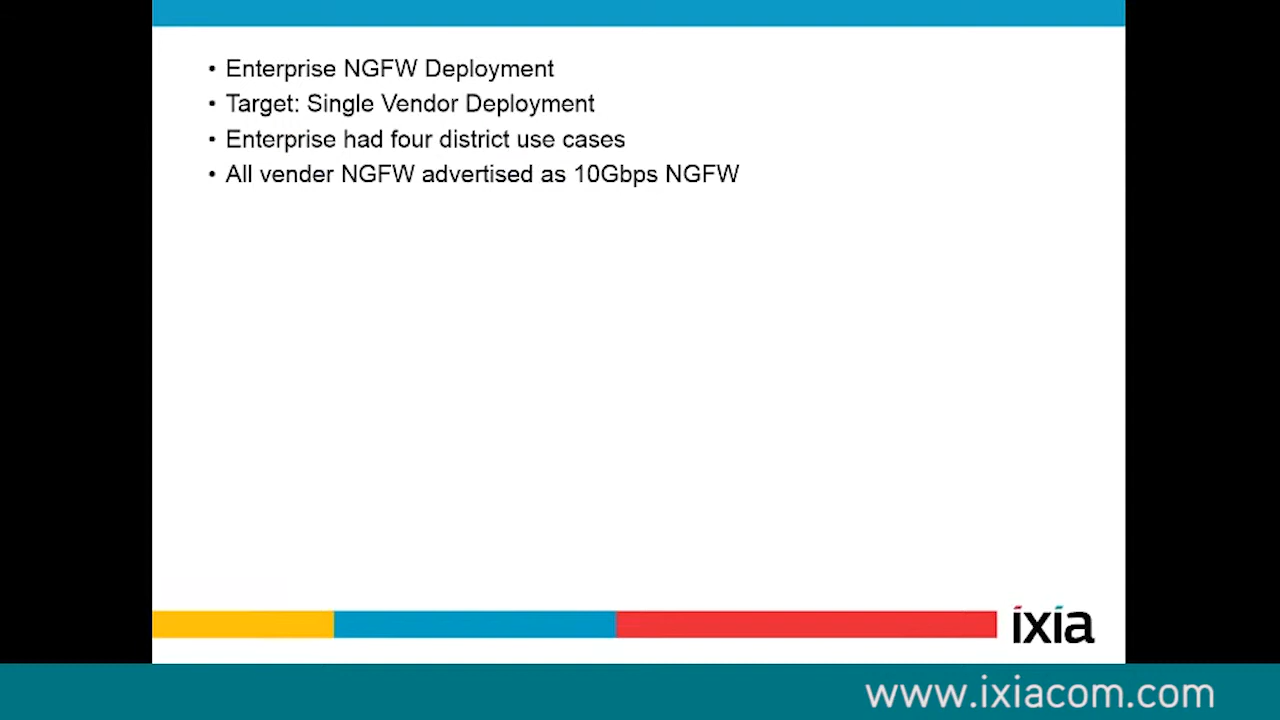 • Enterprise NGFW Deployment
• Target: Single Vendor Deployment
• Enterprise had four district use cases
• All vender NGFW advertised as 10Gbps NGFW
ixia
www.ixiacom.com